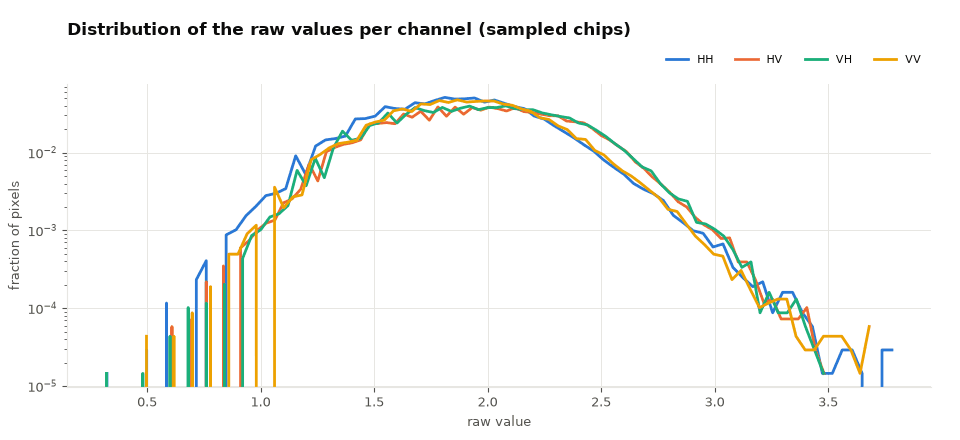 Distribution of the raw values per channel (sampled chips)
HH HV VH VV
fraction of pixels
10⁻²
10⁻³
10⁻⁴
10⁻⁵
0.5 1.0 1.5 2.0 2.5 3.0 3.5
raw value